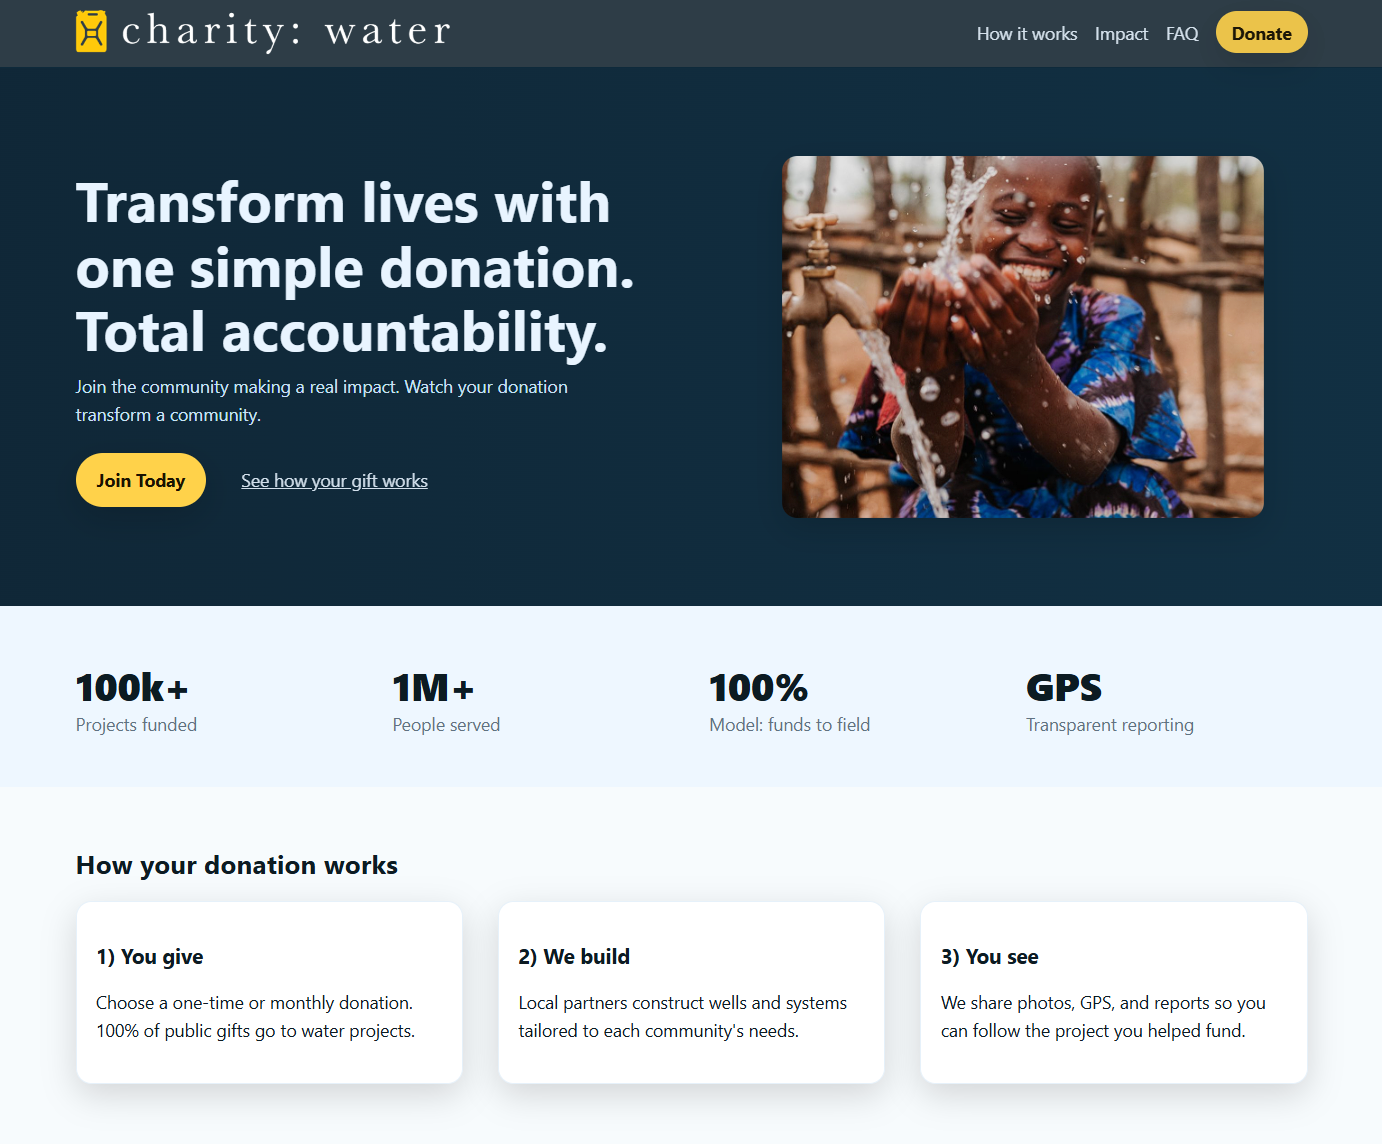 charity: water
How it works Impact FAQ Donate
Transform lives with
one simple donation.
Total accountability.
Join the community making a real impact. Watch your donation
transform a community.
Join Today See how your gift works
100k+ 1M+ 100% GPS
Projects funded People served Model: funds to field Transparent reporting
How your donation works
1) You give
Choose a one-time or monthly donation.
100% of public gifts go to water projects.
2) We build
Local partners construct wells and systems
tailored to each community's needs.
3) You see
We share photos, GPS, and reports so you
can follow the project you helped fund.